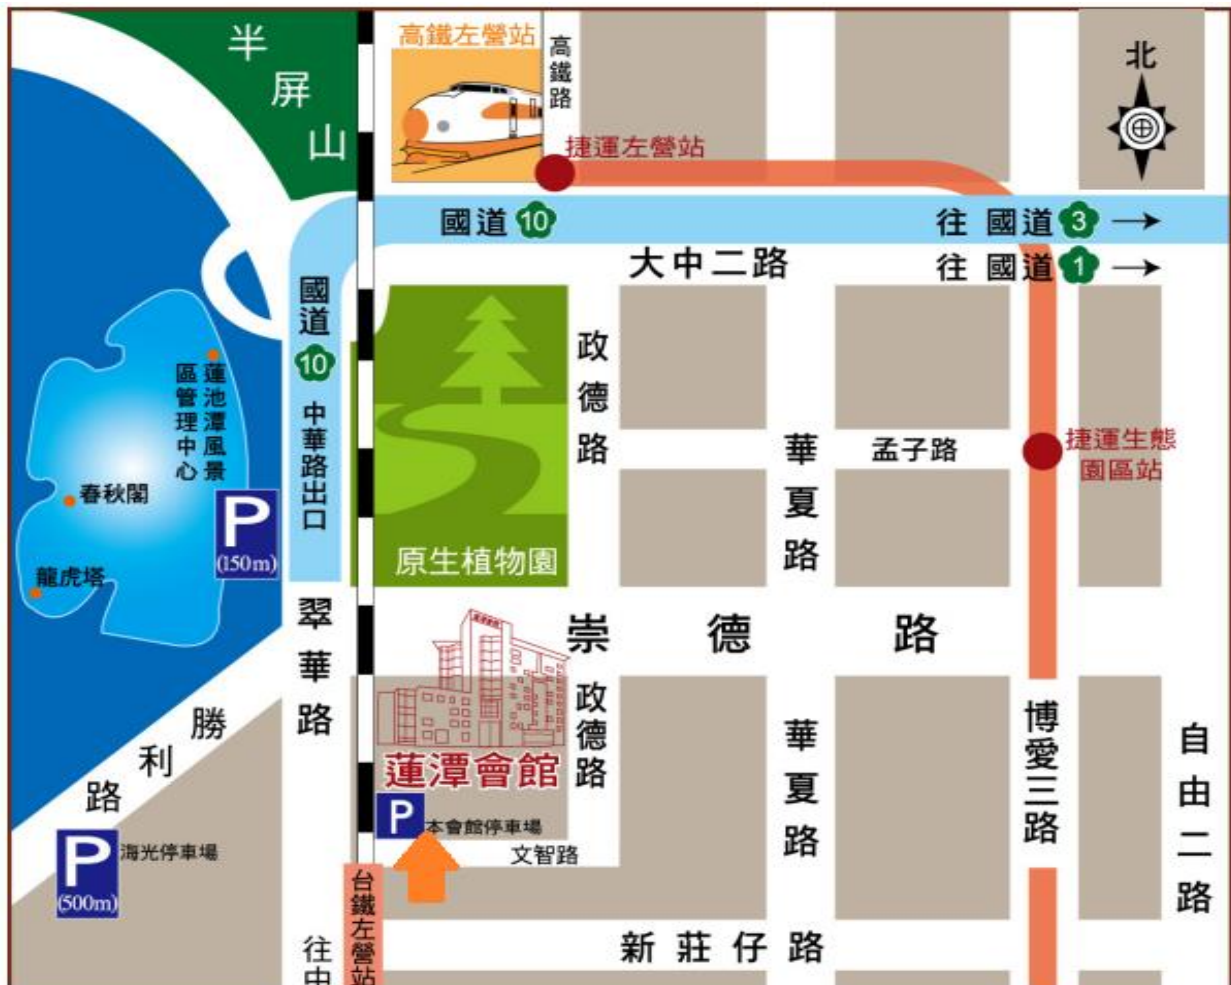 半屏山
高鐵左營站
高鐵路
北
捷運左營站
國道 10
往 國道 3
大中二路
往 國道 1
國道 10 中華路出口
政德路
蓮池潭風景
區管理中心
華夏路
孟子路
捷運生態
園區站
春秋閣
P
(150m)
龍虎塔
原生植物園
翠華路
崇德路
蓮潭會館
蓮潭會館
政德路
華夏路
博愛三路
自由二路
勝利路
P
本會館停車場
文智路
P
(500m)
海光停車場
台鐵左營站
新莊仔路
往中